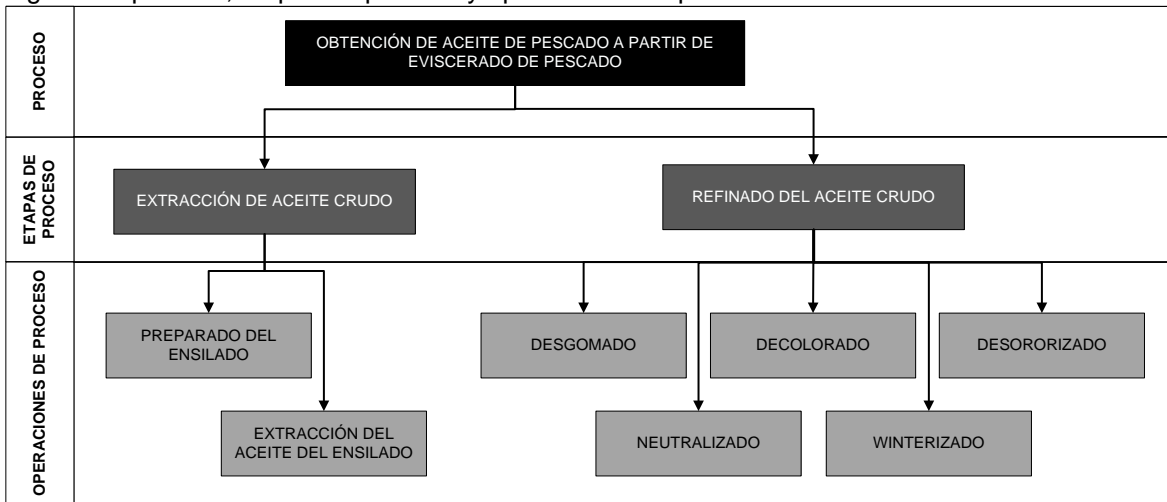 PROCESO
OBTENCIÓN DE ACEITE DE PESCADO A PARTIR DE
EVISCERADO DE PESCADO
ETAPAS DE
PROCESO
EXTRACCIÓN DE ACEITE CRUDO
REFINADO DEL ACEITE CRUDO
OPERACIONES DE PROCESO
PREPARADO DEL
ENSILADO
DESGOMADO
DECOLORADO
DESORORIZADO
EXTRACCIÓN DEL
ACEITE DEL ENSILADO
NEUTRALIZADO
WINTERIZADO